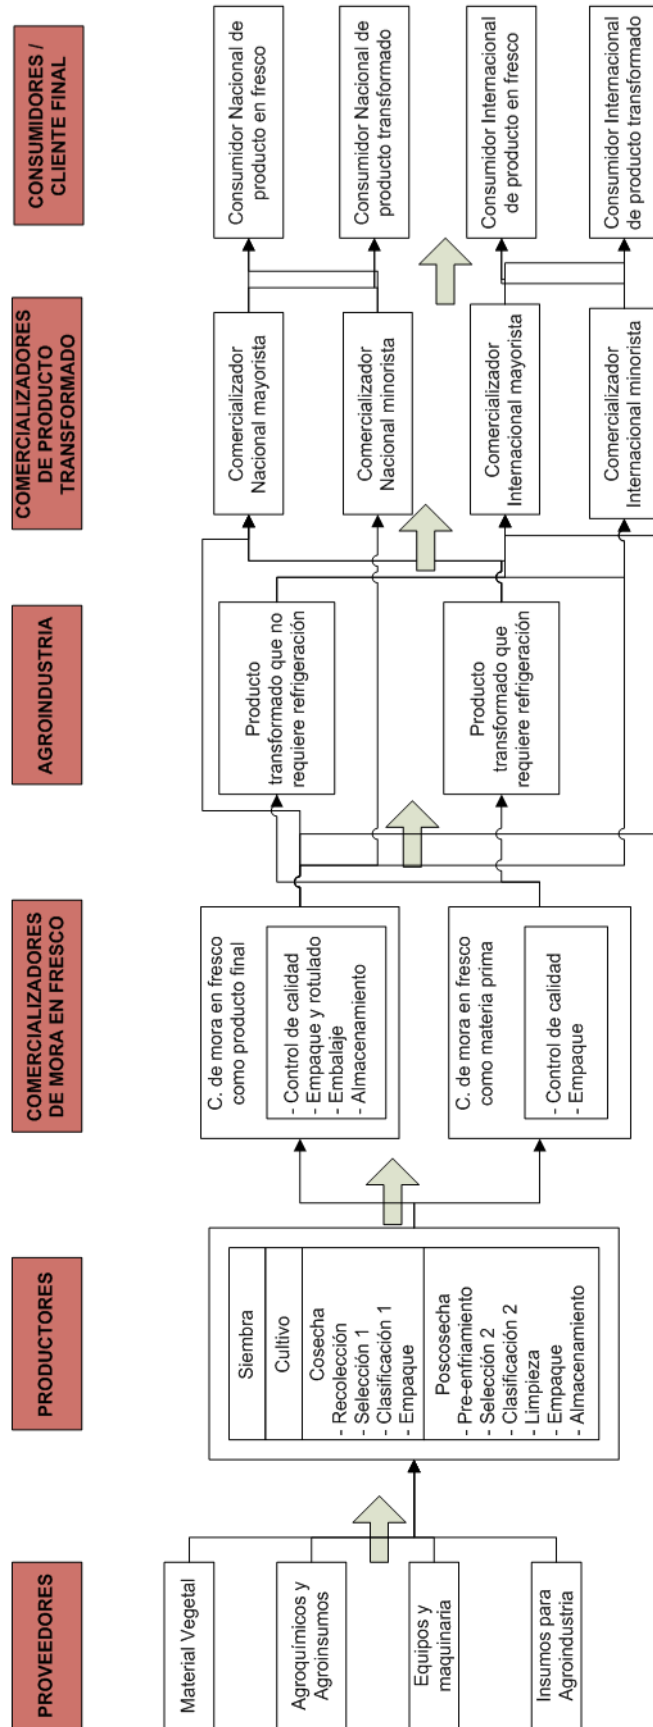 PROVEEDORES
PRODUCTORES
COMERCIALIZADORES
DE MORA EN FRESCO
AGROINDUSTRIA
COMERCIALIZADORES
DE PRODUCTO
TRANSFORMADO
CONSUMIDORES /
CLIENTE FINAL
Material Vegetal
Agroquímicos y
Agroinsumos
Equipos y
maquinaria
Insumos para
Agroindustria
Siembra
Cultivo
Cosecha
- Recolección
- Selección 1
- Clasificación 1
- Empaque
Poscosecha
- Pre-enfriamiento
- Selección 2
- Clasificación 2
- Limpieza
- Empaque
- Almacenamiento
C. de mora en fresco
como producto final
- Control de calidad
- Empaque y rotulado
- Embalaje
- Almacenamiento
C. de mora en fresco
como materia prima
- Control de calidad
- Empaque
Producto
transformado que no
requiere refrigeración
Producto
transformado que
requiere refrigeración
Comercializador
Nacional mayorista
Comercializador
Nacional minorista
Comercializador
Internacional mayorista
Comercializador
Internacional minorista
Consumidor Nacional de
producto en fresco
Consumidor Nacional de
producto transformado
Consumidor Internacional
de producto en fresco
Consumidor Internacional
de producto transformado